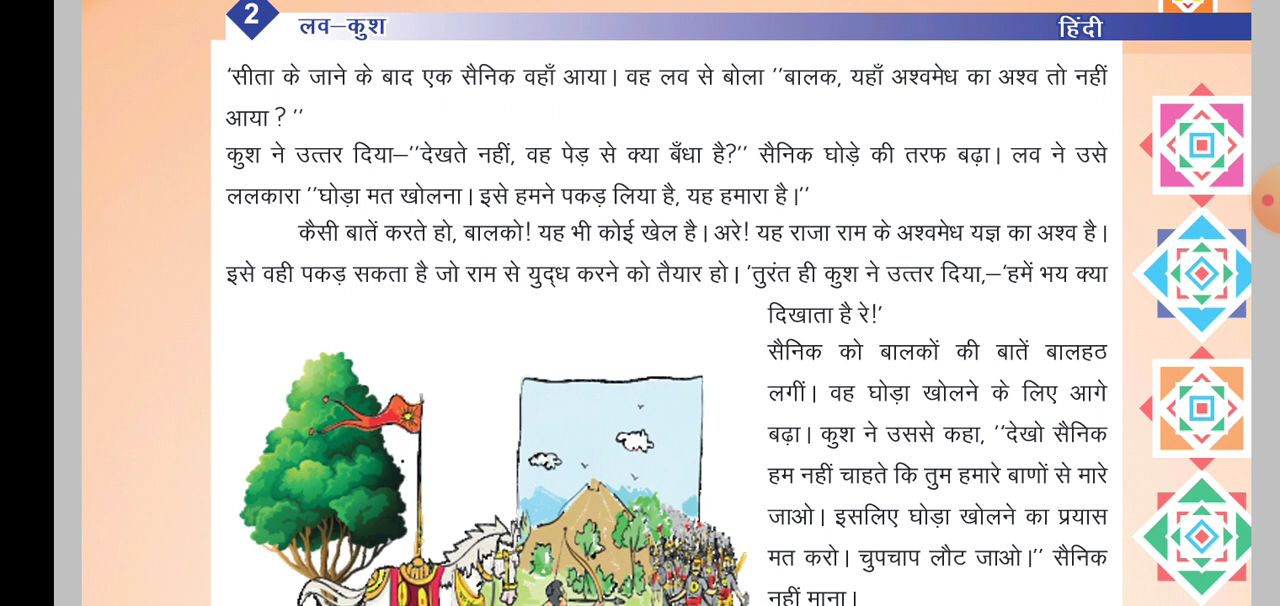 2
लव–कुश
हिंदी
‘सीता के जाने के बाद एक सैनिक वहाँ आया। वह लव से बोला ’’बालक, यहाँ अश्वमेध का अश्व तो नहीं
आया ? ’’
कुश ने उत्तर दिया–’’देखते नहीं, वह पेड़ से क्या बँधा है?’’ सैनिक घोड़े की तरफ बढ़ा। लव ने उसे
ललकारा ’’घोड़ा मत खोलना। इसे हमने पकड़ लिया है, यह हमारा है।’’
कैसी बातें करते हो, बालको! यह भी कोई खेल है। अरे! यह राजा राम के अश्वमेध यज्ञ का अश्व है।
इसे वही पकड़ सकता है जो राम से युद्ध करने को तैयार हो। ’तुरंत ही कुश ने उत्तर दिया,–‘हमें भय क्या
दिखाता है रे!’
सैनिक को बालकों की बातें बालहठ
लगीं। वह घोड़ा खोलने के लिए आगे
बढ़ा। कुश ने उससे कहा, ‘‘देखो सैनिक
हम नहीं चाहते कि तुम हमारे बाणों से मारे
जाओ। इसलिए घोड़ा खोलने का प्रयास
मत करो। चुपचाप लौट जाओ।’’ सैनिक
नहीं माना।